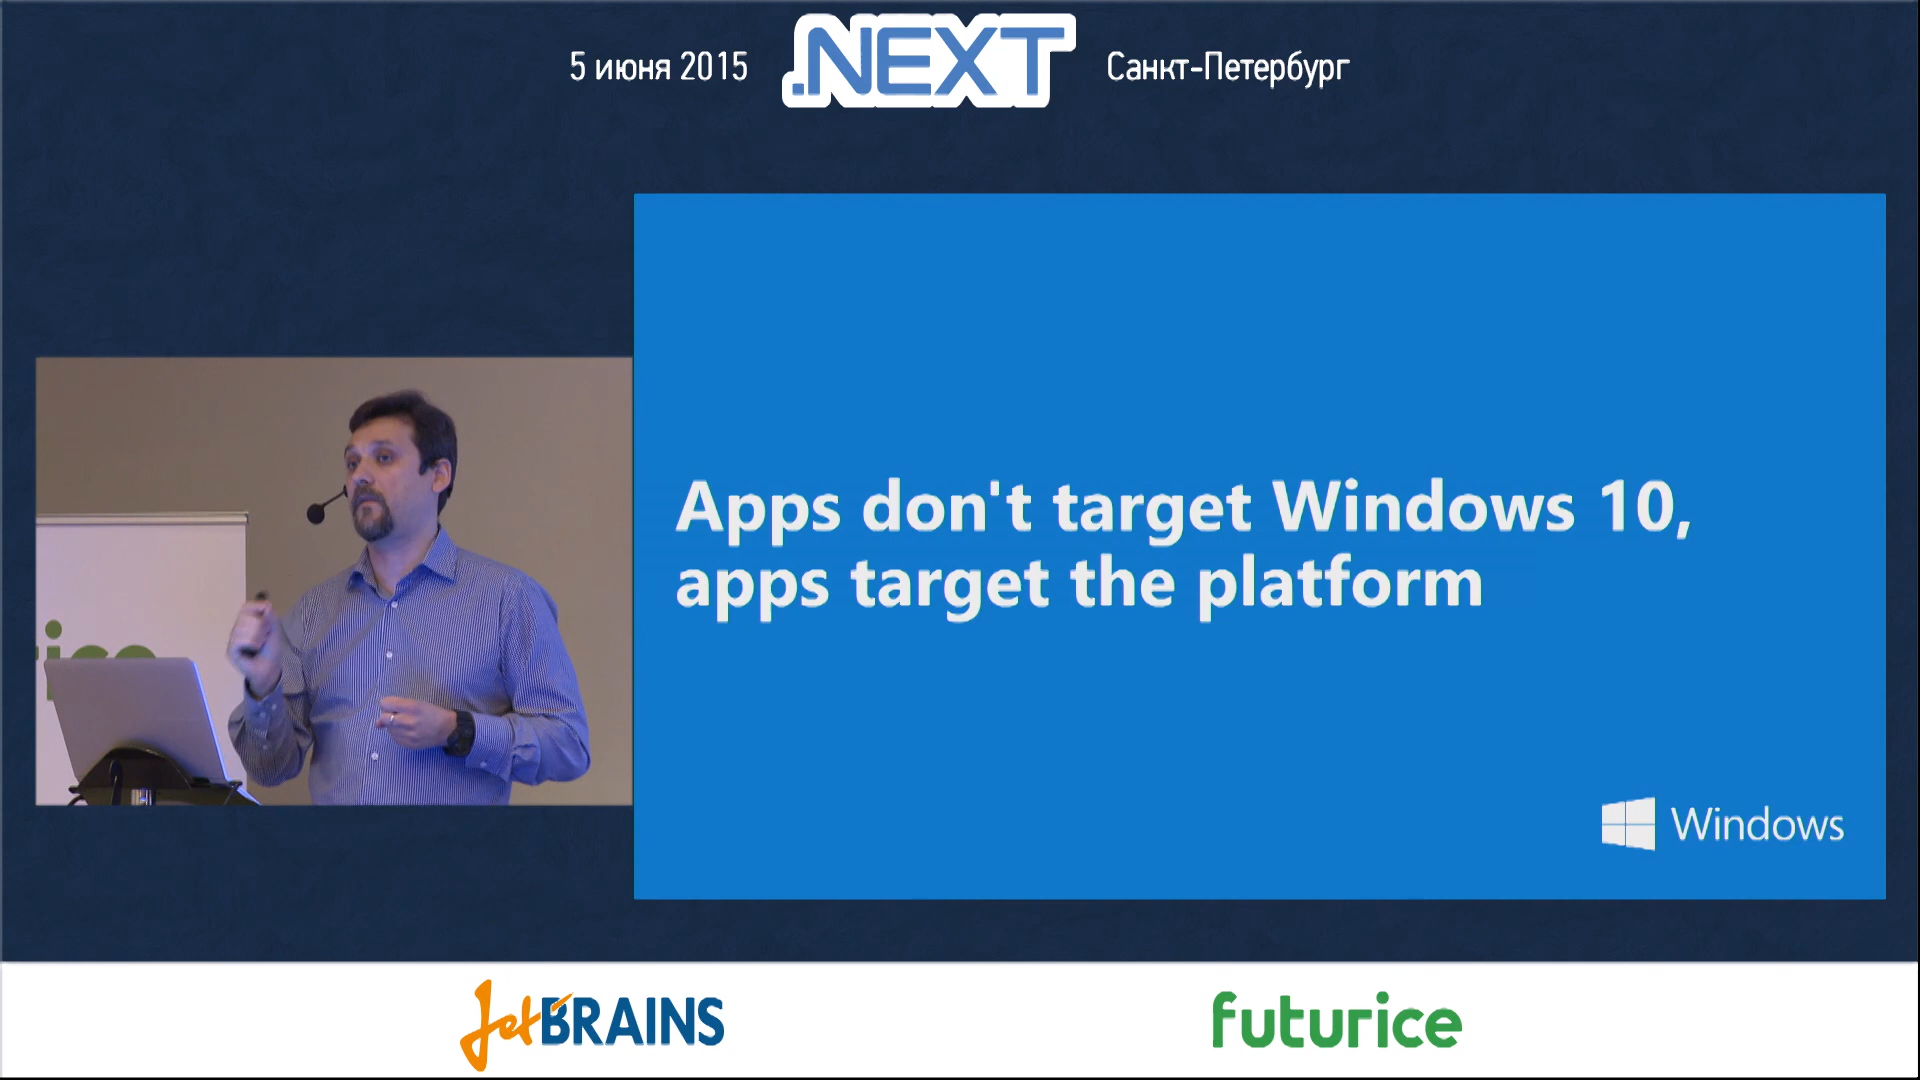 5 июня 2015
.NEXT
Санкт-Петербург
Apps don't target Windows 10,
apps target the platform
Windows
JetBRAINS
futurice